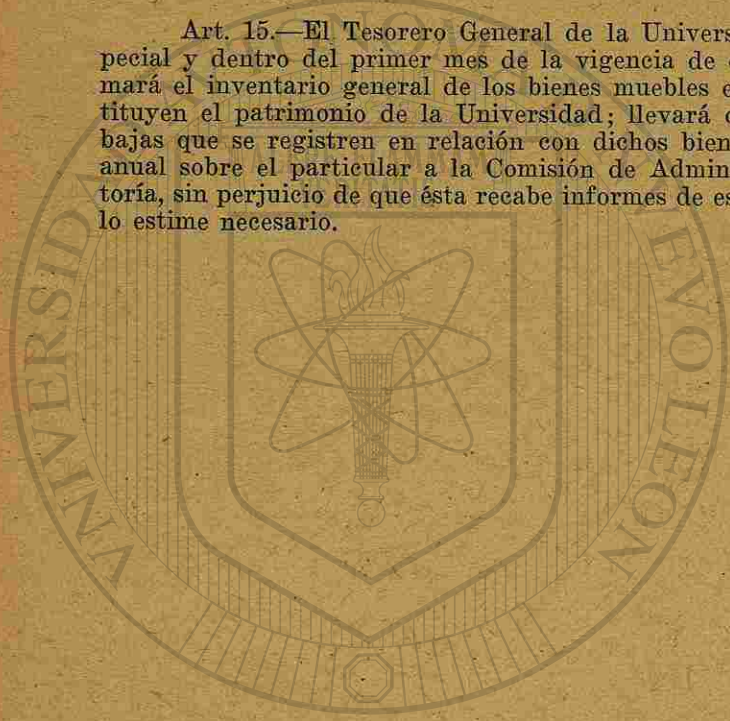 Art. 15.—El Tesorero General de la Univers
pecial y dentro del primer mes de la vigencia de
mará el inventario general de los bienes muebles e
tituyen el patrimonio de la Universidad; llevará
bajas que se registren en relación con dichos bien
anual sobre el particular a la Comisión de Admin
toría, sin perjuicio de que ésta recabe informes de es
lo estime necesario.
UNIVERSIDAD
EVO LEÓN